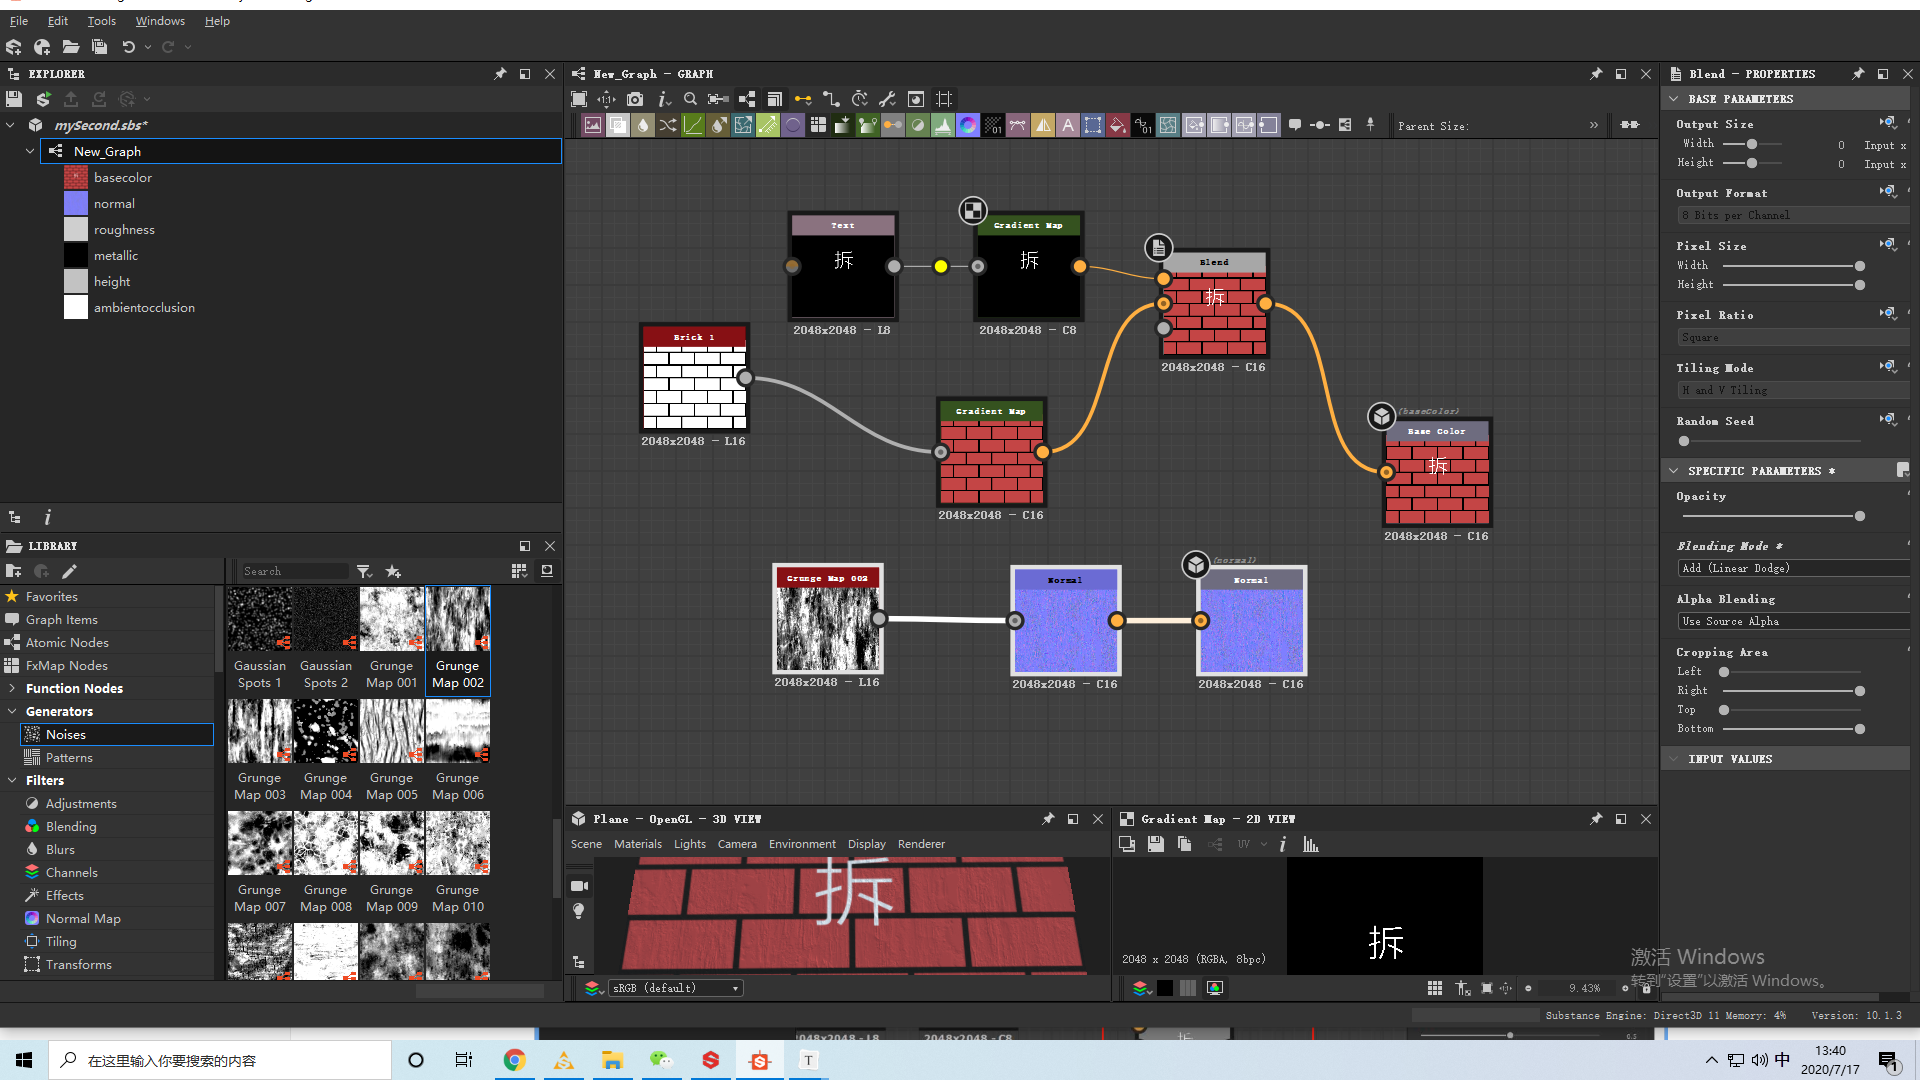 File Edit Tools Windows Help
EXPLORER
mySecond.sbs*
New_Graph
basecolor
normal
roughness
metallic
height
ambientocclusion
LIBRARY
Search
Favorites
Graph Items
Atomic Nodes
FxMap Nodes
Function Nodes
Generators
Noises
Patterns
Filters
Adjustments
Blending
Blurs
Channels
Effects
Normal Map
Tiling
Transforms
Gaussian Spots 1
Gaussian Spots 2
Grunge Map 001
Grunge Map 002
Grunge Map 003
Grunge Map 004
Grunge Map 005
Grunge Map 006
Grunge Map 007
Grunge Map 008
Grunge Map 009
Grunge Map 010
New_Graph - GRAPH
Parent Size:
Text
拆
2048x2048 - L8
Gradient Map
拆
2048x2048 - C8
Blend
拆
2048x2048 - C16
Brick 1
2048x2048 - L16
Gradient Map
2048x2048 - C16
(baseColor)
Base Color
拆
2048x2048 - C16
Grunge Map 002
2048x2048 - L16
Normal
2048x2048 - C16
(normal)
Normal
2048x2048 - C16
Plane - OpenGL - 3D VIEW
Scene Materials Lights Camera Environment Display Renderer
拆
sRGB (default)
Gradient Map - 2D VIEW
UV
拆
2048 x 2048 (RGBA, 8bpc)
9.43%
Blend - PROPERTIES
BASE PARAMETERS
Output Size
Width 0 Input x
Height 0 Input x
Output Format
8 Bits per Channel
Pixel Size
Width
Height
Pixel Ratio
Square
Tiling Mode
H and V Tiling
Random Seed
SPECIFIC PARAMETERS *
Opacity
Blending Mode *
Add (Linear Dodge)
Alpha Blending
Use Source Alpha
Cropping Area
Left
Right
Top
Bottom
INPUT VALUES
激活 Windows
转到“设置”以激活 Windows。
Substance Engine: Direct3D 11 Memory: 4% Version: 10.1.3
在这里输入你要搜索的内容
中
13:40
2020/7/17
1